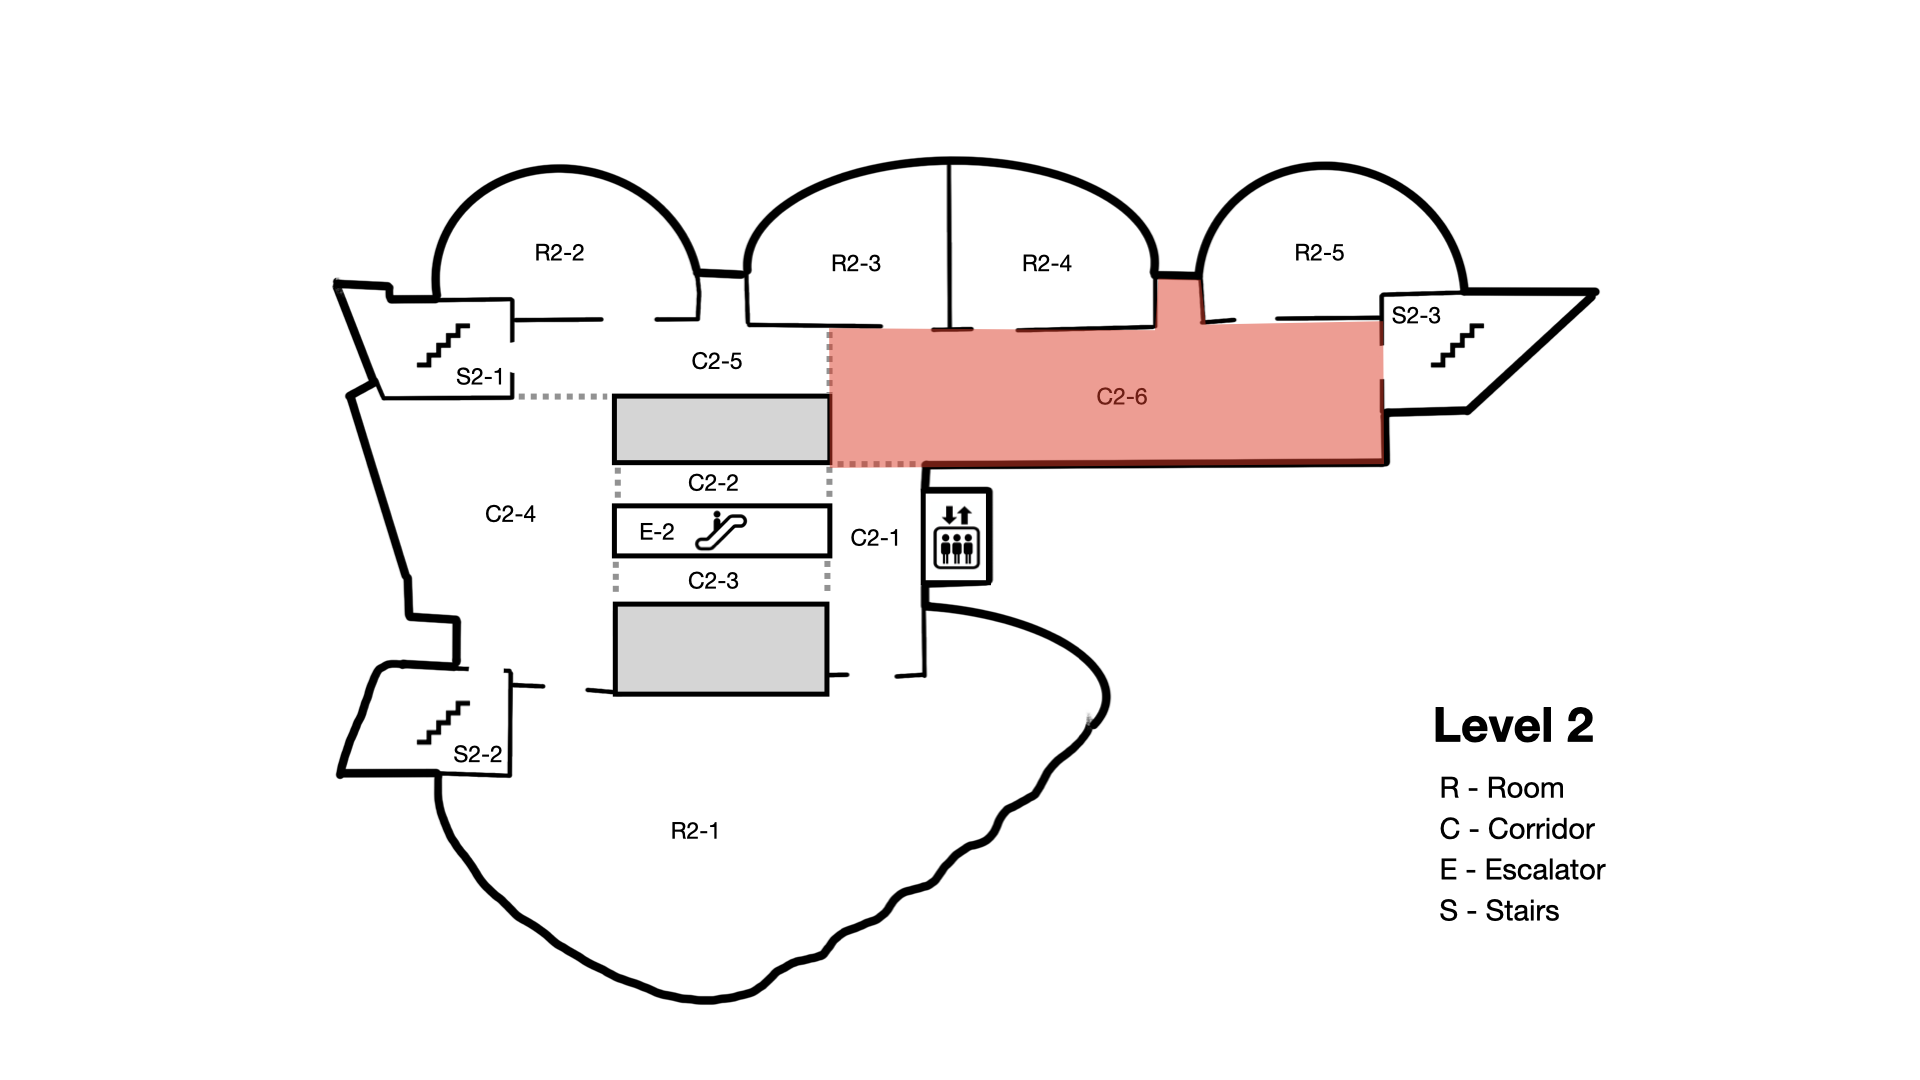 R2-2
R2-3
R2-4
R2-5
S2-3
S2-1
C2-5
C2-6
C2-2
C2-4
E-2
C2-1
C2-3
S2-2
R2-1
Level 2
R - Room
C - Corridor
E - Escalator
S - Stairs